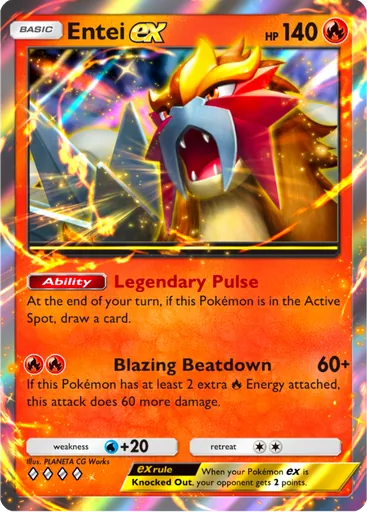 BASIC Entei ex HP 140
Ability Legendary Pulse
At the end of your turn, if this Pokémon is in the Active
Spot, draw a card.
Blazing Beatdown 60+
If this Pokémon has at least 2 extra Energy attached,
this attack does 60 more damage.
weakness +20 retreat
Illus. PLANETA CG Works
ex rule When your Pokémon ex is
Knocked Out, your opponent gets 2 points.